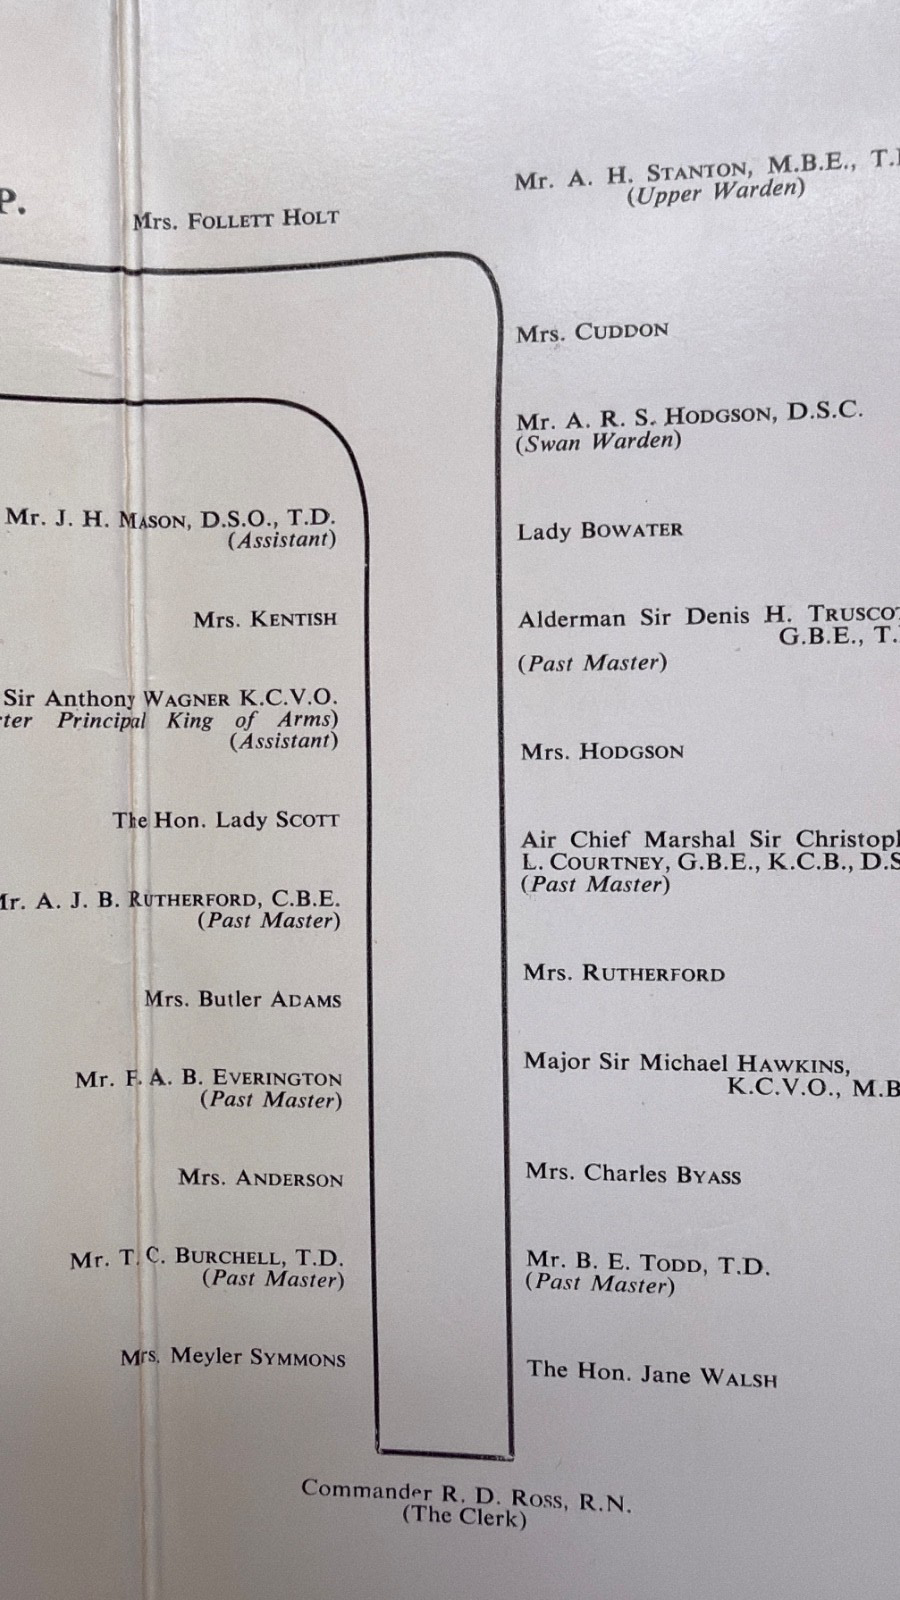 P.
Mrs. FOLLETT HOLT
Mr. J. H. MASON, D.S.O., T.D.
(Assistant)
Mrs. KENTISH
Sir Anthony WAGNER K.C.V.O.
ter Principal King of Arms)
(Assistant)
The Hon. Lady SCOTT
Mr. A. J. B. RUTHERFORD, C.B.E.
(Past Master)
Mrs. Butler ADAMS
Mr. F. A. B. EVERINGTON
(Past Master)
Mrs. ANDERSON
Mr. T. C. BURCHELL, T.D.
(Past Master)
Mrs. Meyler SYMMONS
Mr. A. H. STANTON, M.B.E., T.
(Upper Warden)
Mrs. CUDDON
Mr. A. R. S. HODGSON, D.S.C.
(Swan Warden)
Lady BOWATER
Alderman Sir Denis H. TRUSCO
G.B.E., T.
(Past Master)
Mrs. HODGSON
Air Chief Marshal Sir Christop
L. COURTNEY, G.B.E., K.C.B., D.S
(Past Master)
Mrs. RUTHERFORD
Major Sir Michael HAWKINS,
K.C.V.O., M.B
Mrs. Charles BYASS
Mr. B. E. TODD, T.D.
(Past Master)
The Hon. Jane WALSH
Commander R. D. ROSS, R.N.
(The Clerk)